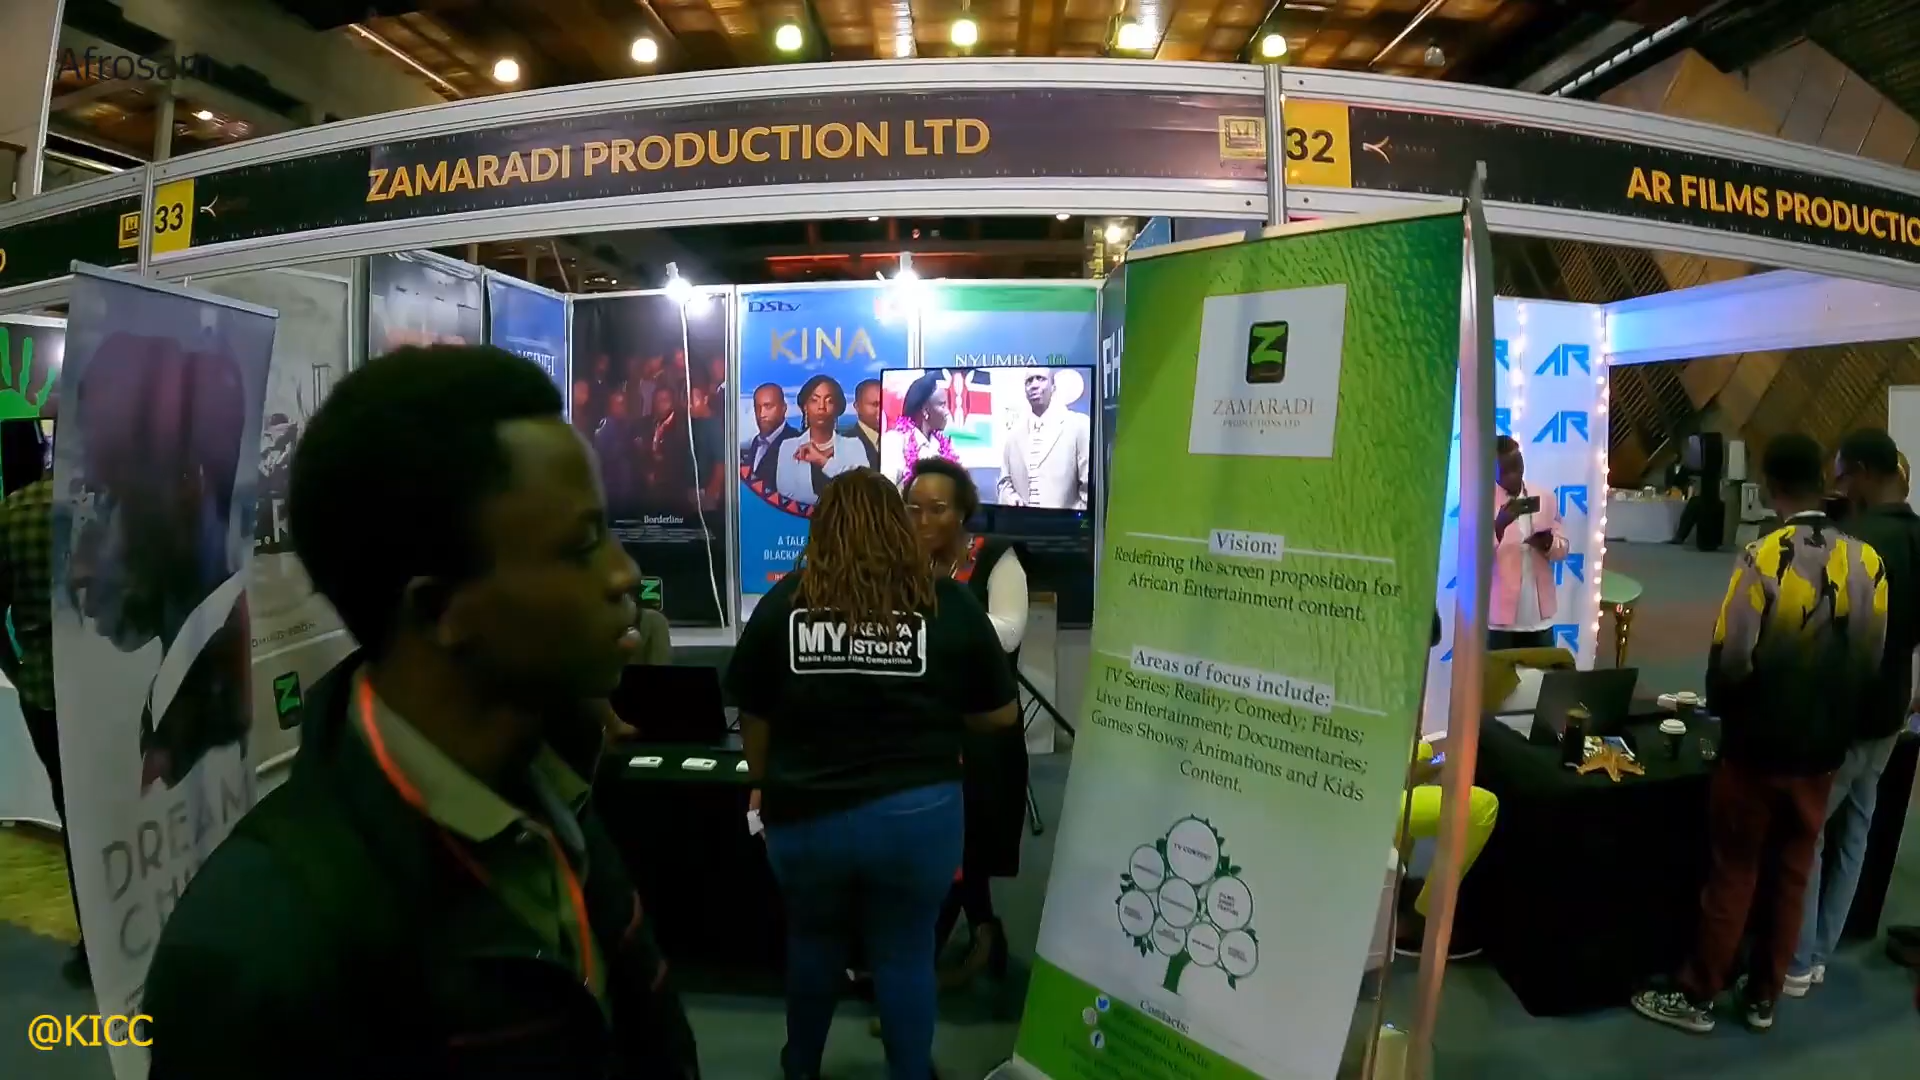 Afrosam
33
ZAMARADI PRODUCTION LTD
32
AR FILMS PRODUCTIO
DStv
KINA
A TALE
NYUMBA 10
Borderline
MY KENYA STORY
Mobile Phone Film Competition
Z
ZAMARADI
PRODUCTIONS LTD
Vision:
Redefining the screen proposition for
African Entertainment content.
Areas of focus include:
TV Series; Reality; Comedy; Films;
Live Entertainment; Documentaries;
Games Shows; Animations and Kids
Content.
TV CONTENT
Contacts:
AR
AR
AR
DREAM
@KICC